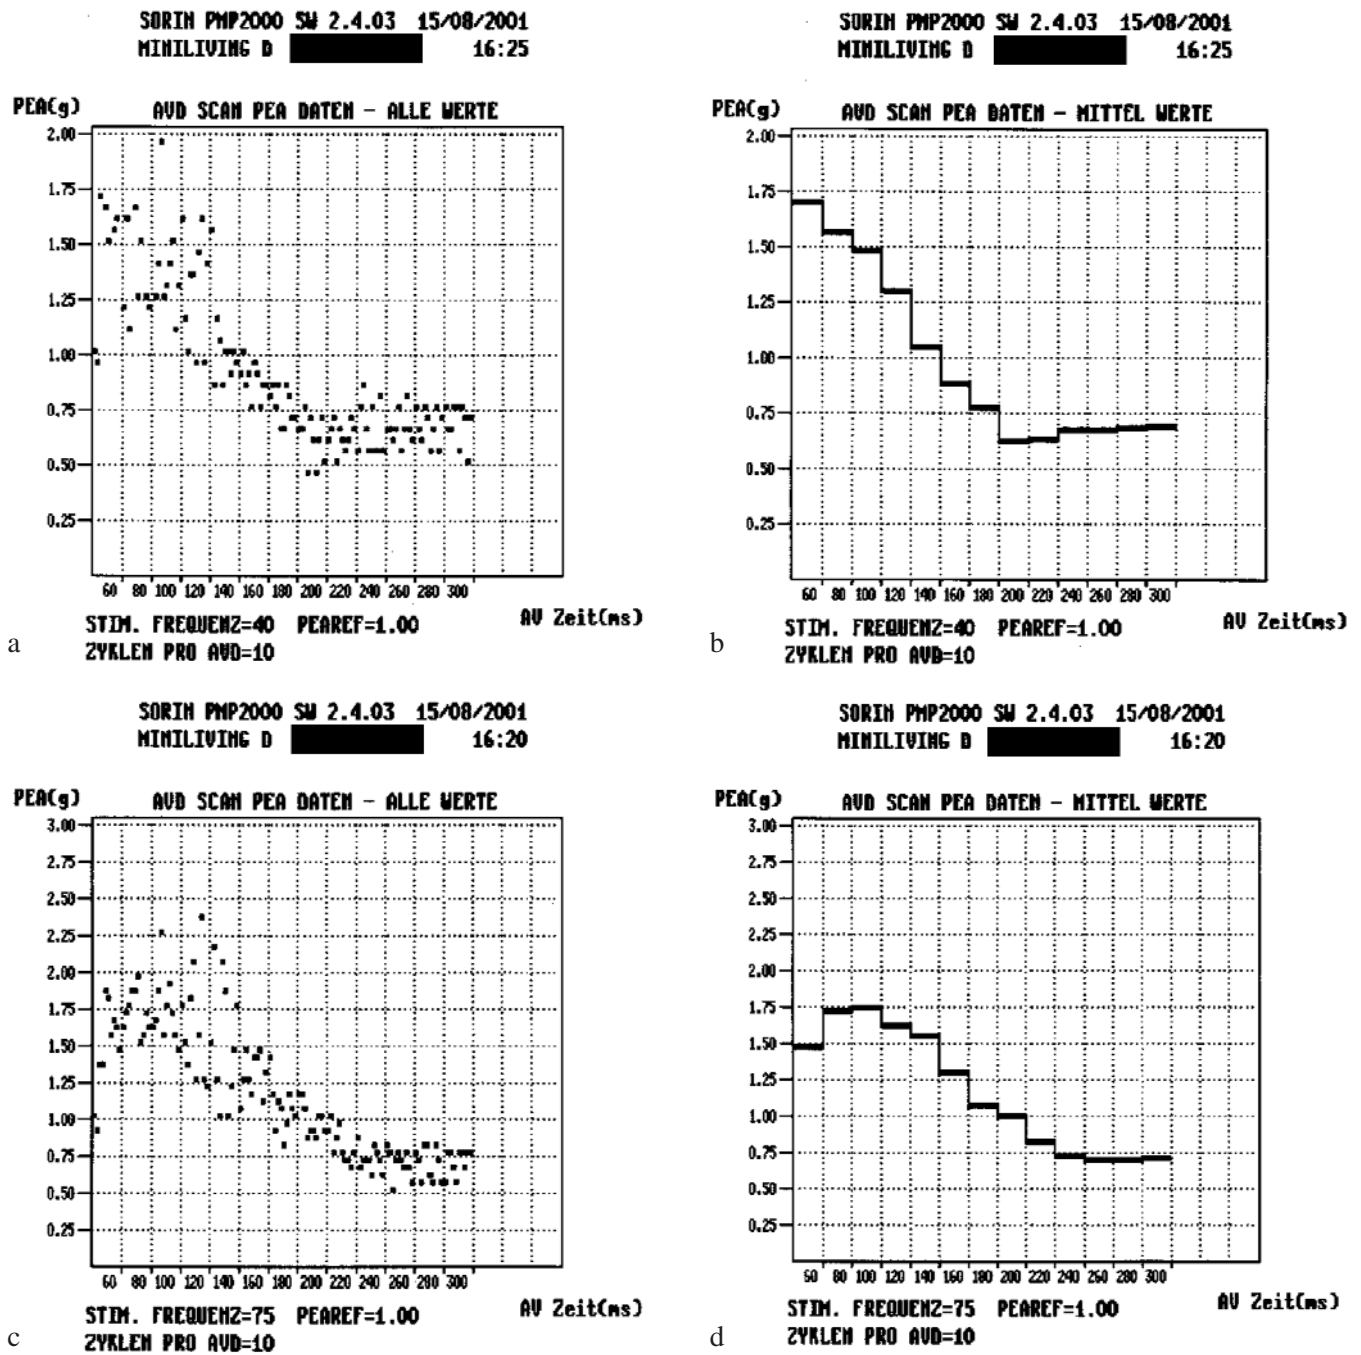 SORIN PMP2000 SW 2.4.03 15/08/2001
MINILIVING D 16:25
PEA(g) AVD SCAN PEA DATEN - ALLE WERTE
2.00
1.75
1.50
1.25
1.00
0.75
0.50
0.25
60 80 100 120 140 160 180 200 220 240 260 280 300
AV Zeit(ms)
STIM. FREQUENZ=40 PEAREF=1.00
ZYKLEN PRO AVD=10
a
SORIN PMP2000 SW 2.4.03 15/08/2001
MINILIVING D 16:25
PEA(g) AVD SCAN PEA DATEN - MITTEL WERTE
2.00
1.75
1.50
1.25
1.00
0.75
0.50
0.25
60 80 100 120 140 160 180 200 220 240 260 280 300
AV Zeit(ms)
STIM. FREQUENZ=40 PEAREF=1.00
ZYKLEN PRO AVD=10
b
SORIN PMP2000 SW 2.4.03 15/08/2001
MINILIVING D 16:20
PEA(g) AVD SCAN PEA DATEN - ALLE WERTE
3.00
2.75
2.50
2.25
2.00
1.75
1.50
1.25
1.00
0.75
0.50
0.25
60 80 100 120 140 160 180 200 220 240 260 280 300
AV Zeit(ms)
STIM. FREQUENZ=75 PEAREF=1.00
ZYKLEN PRO AVD=10
c
SORIN PMP2000 SW 2.4.03 15/08/2001
MINILIVING D 16:20
PEA(g) AVD SCAN PEA DATEN - MITTEL WERTE
3.00
2.75
2.50
2.25
2.00
1.75
1.50
1.25
1.00
0.75
0.50
0.25
60 80 100 120 140 160 180 200 220 240 260 280 300
AV Zeit(ms)
STIM. FREQUENZ=75 PEAREF=1.00
ZYKLEN PRO AVD=10
d